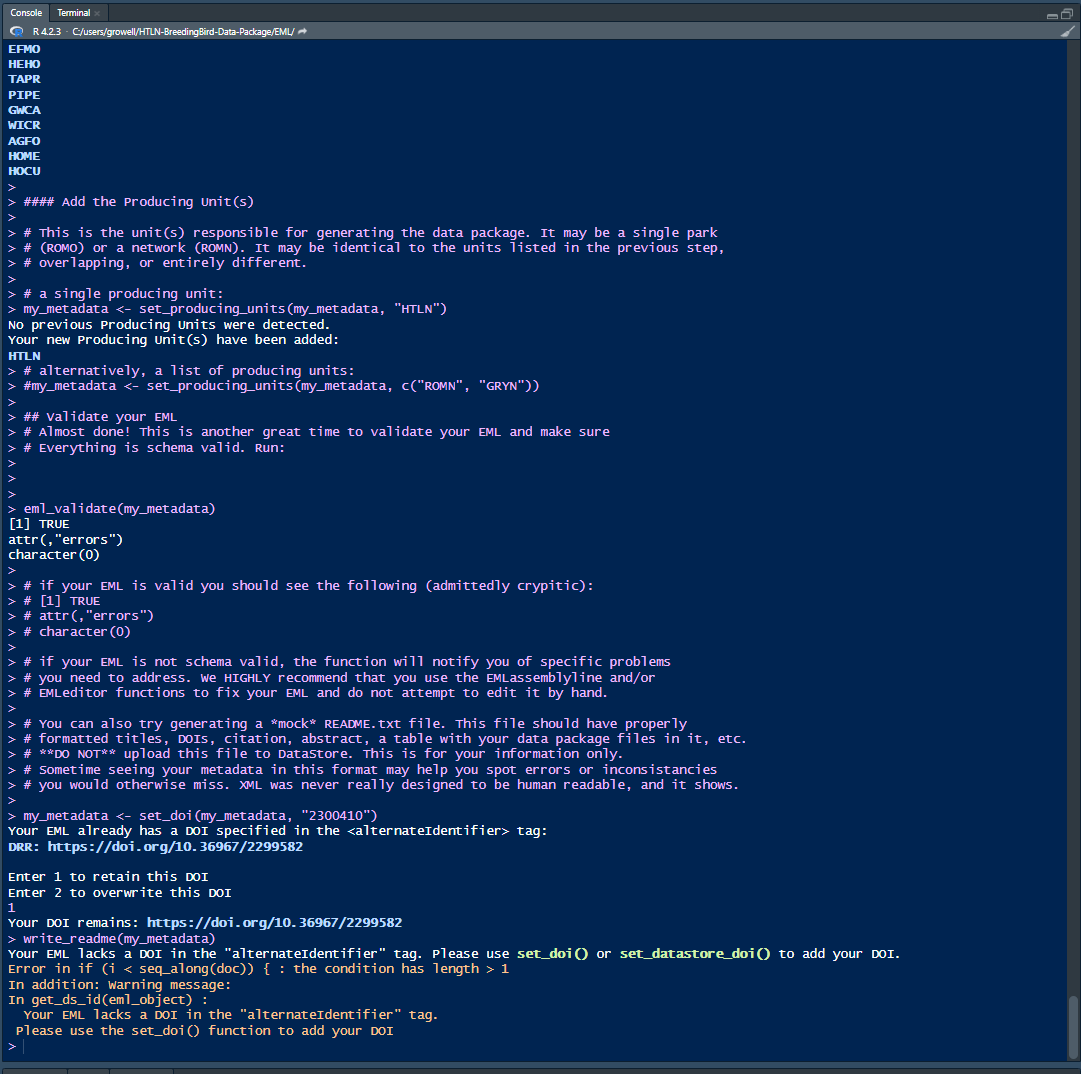 Console Terminal ×
R 4.2.3 · C:/users/growell/HTLN-BreedingBird-Data-Package/EML/
EFMO
HEHO
TAPR
PIPE
GWCA
WICR
AGFO
HOME
HOCU
>
> #### Add the Producing Unit(s)
>
> # This is the unit(s) responsible for generating the data package. It may be a single park
> # (ROMO) or a network (ROMN). It may be identical to the units listed in the previous step,
> # overlapping, or entirely different.
>
> # a single producing unit:
> my_metadata <- set_producing_units(my_metadata, "HTLN")
No previous Producing Units were detected.
Your new Producing Unit(s) have been added:
HTLN
> # alternatively, a list of producing units:
> #my_metadata <- set_producing_units(my_metadata, c("ROMN", "GRYN"))
>
> ## Validate your EML
> # Almost done! This is another great time to validate your EML and make sure
> # Everything is schema valid. Run:
>
>
>
> eml_validate(my_metadata)
[1] TRUE
attr(,"errors")
character(0)
>
> # if your EML is valid you should see the following (admittedly crypitic):
> # [1] TRUE
> # attr(,"errors")
> # character(0)
>
> # if your EML is not schema valid, the function will notify you of specific problems
> # you need to address. We HIGHLY recommend that you use the EMLassemblyline and/or
> # EMLeditor functions to fix your EML and do not attempt to edit it by hand.
>
> # You can also try generating a *mock* README.txt file. This file should have properly
> # formatted titles, DOIs, citation, abstract, a table with your data package files in it, etc.
> # **DO NOT** upload this file to DataStore. This is for your information only.
> # Sometime seeing your metadata in this format may help you spot errors or inconsistancies
> # you would otherwise miss. XML was never really designed to be human readable, and it shows.
>
> my_metadata <- set_doi(my_metadata, "2300410")
Your EML already has a DOI specified in the <alternateIdentifier> tag:
DRR: https://doi.org/10.36967/2299582

Enter 1 to retain this DOI
Enter 2 to overwrite this DOI
1
Your DOI remains: https://doi.org/10.36967/2299582
> write_readme(my_metadata)
Your EML lacks a DOI in the "alternateIdentifier" tag. Please use set_doi() or set_datastore_doi() to add your DOI.
Error in if (i < seq_along(doc)) { : the condition has length > 1
In addition: Warning message:
In get_ds_id(eml_object) :
  Your EML lacks a DOI in the "alternateIdentifier" tag.
 Please use the set_doi() function to add your DOI
>